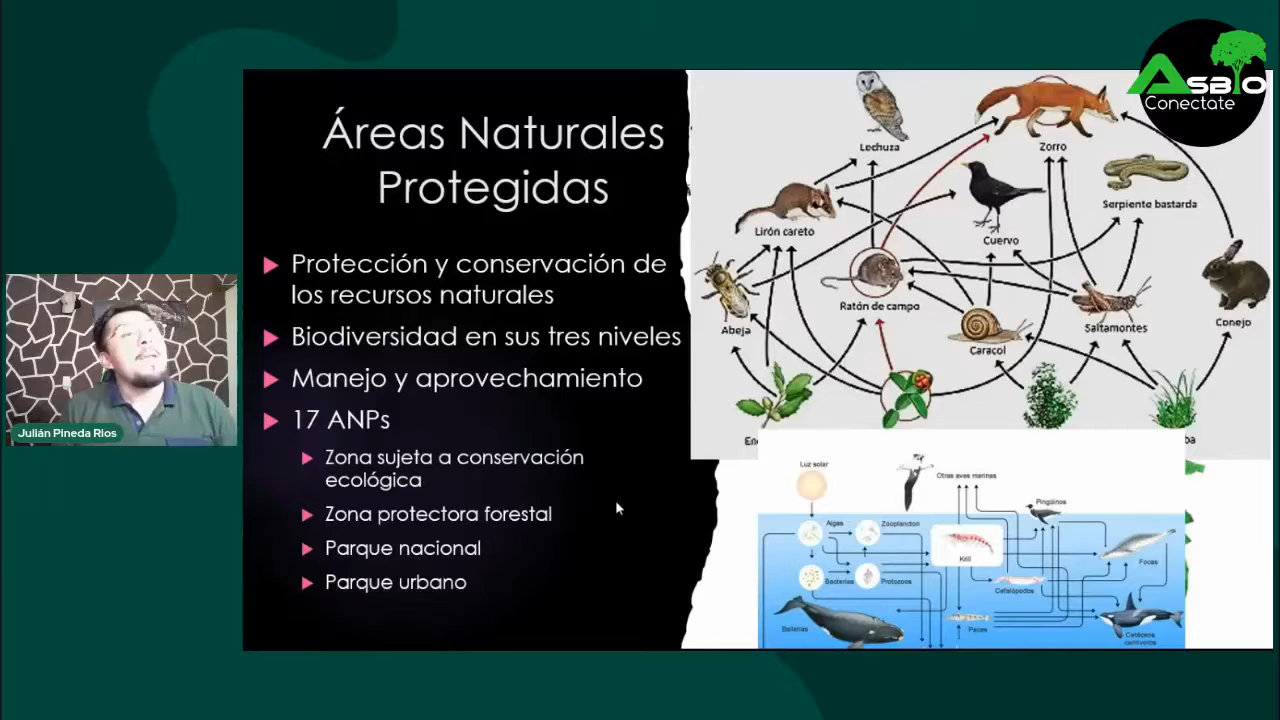 Asbio
Conectate
Áreas Naturales
Protegidas
Protección y conservación de
los recursos naturales
Biodiversidad en sus tres niveles
Manejo y aprovechamiento
17 ANPs
Zona sujeta a conservación
ecológica
Zona protectora forestal
Parque nacional
Parque urbano
Julián Pineda Rios
Lechuza
Zorro
Serpiente bastarda
Lirón careto
Cuervo
Ratón de campo
Abeja
Saltamontes
Conejo
Caracol
Luz solar
Otras aves marinas
Pingüinos
Algas
Zooplancton
Krill
Focas
Bacterias
Protozoos
Cefalópodos
Ballenas
Peces
Cetáceos
carnívoros